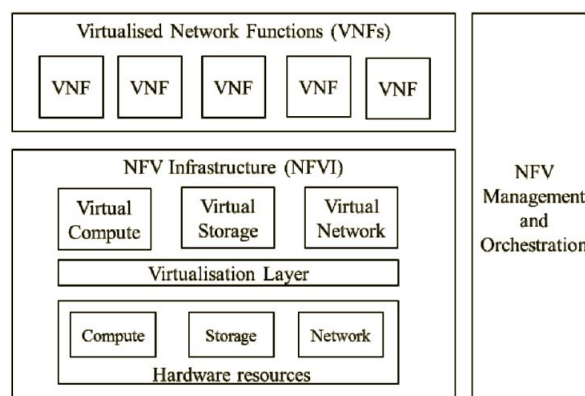 Virtualised Network Functions (VNFs)
VNF VNF VNF VNF VNF
NFV Infrastructure (NFVI)
Virtual Compute
Virtual Storage
Virtual Network
Virtualisation Layer
Compute Storage Network
Hardware resources
NFV
Management
and
Orchestration